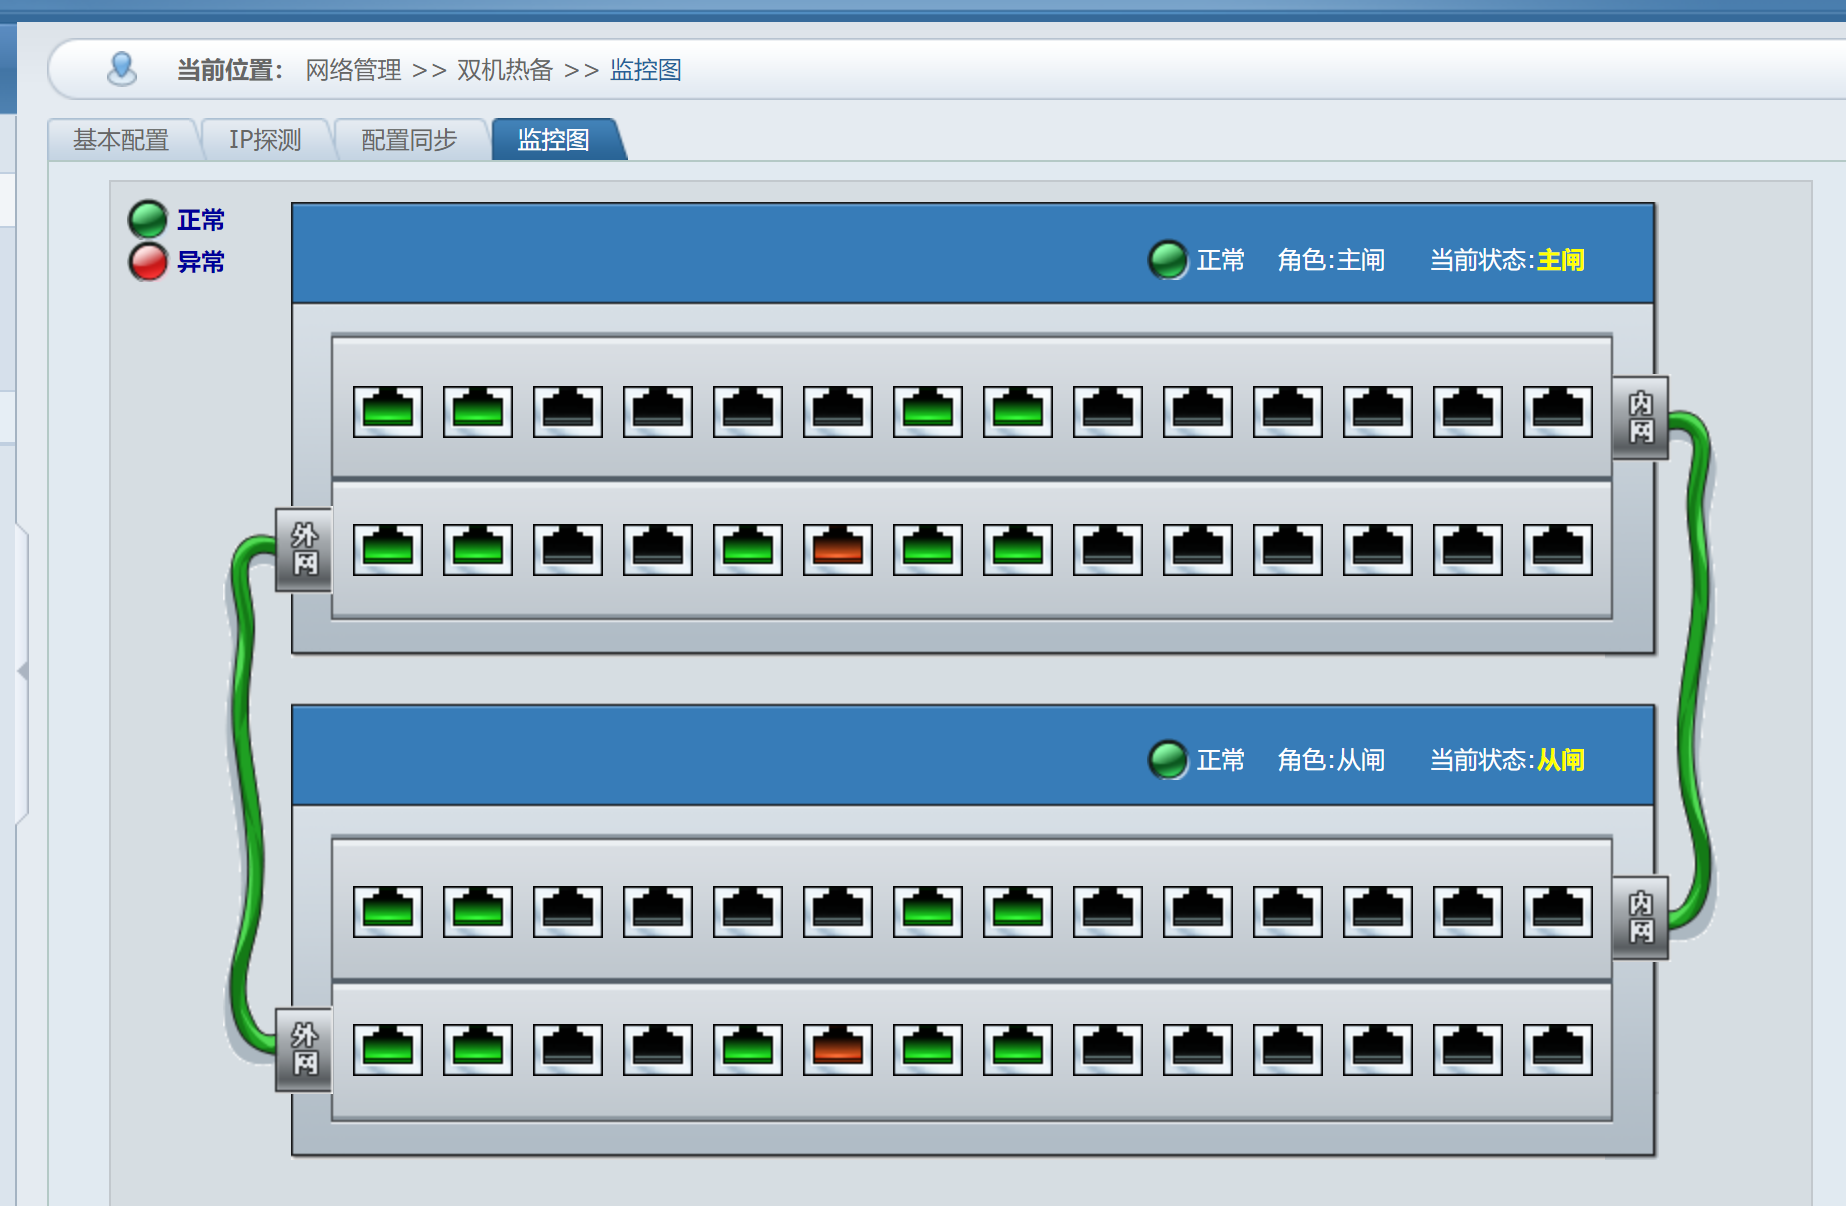 当前位置： 网络管理 >> 双机热备 >> 监控图
基本配置 IP探测 配置同步 监控图
正常
异常
正常 角色:主闸 当前状态:主闸
内网
外网
正常 角色:从闸 当前状态:从闸
内网
外网